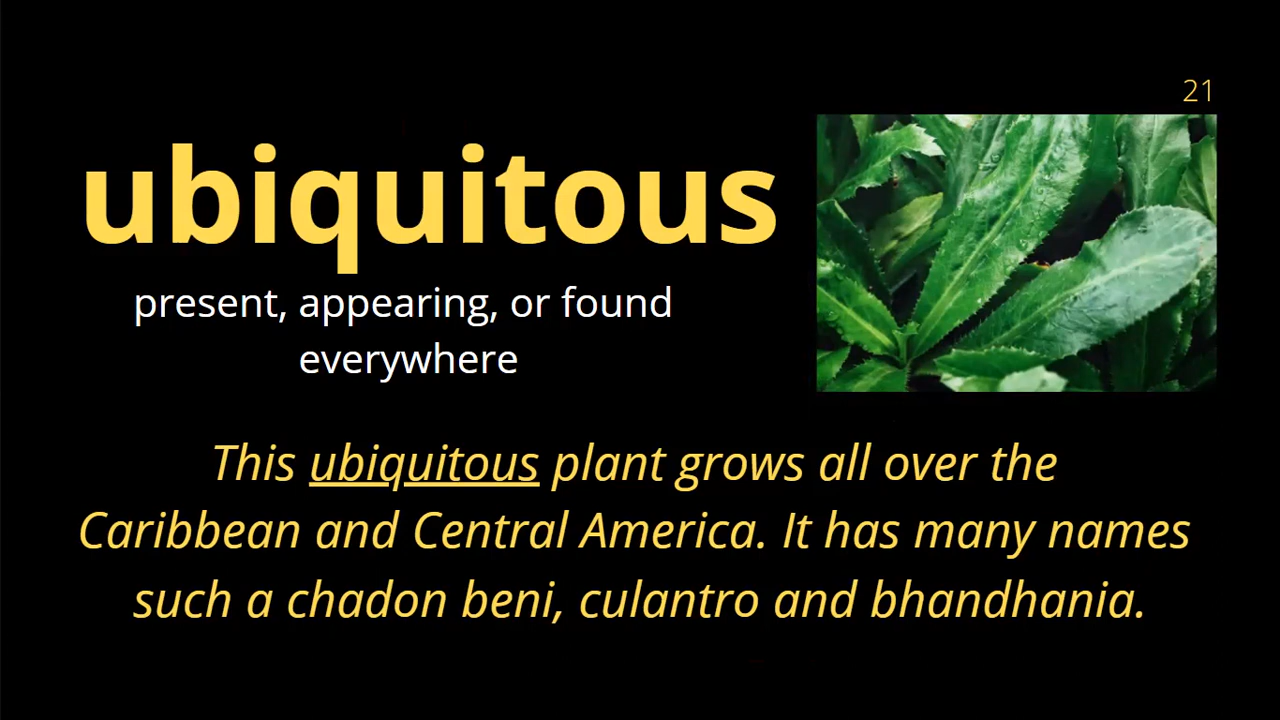 21
ubiquitous
present, appearing, or found
everywhere
This ubiquitous plant grows all over the
Caribbean and Central America. It has many names
such a chadon beni, culantro and bhandhania.